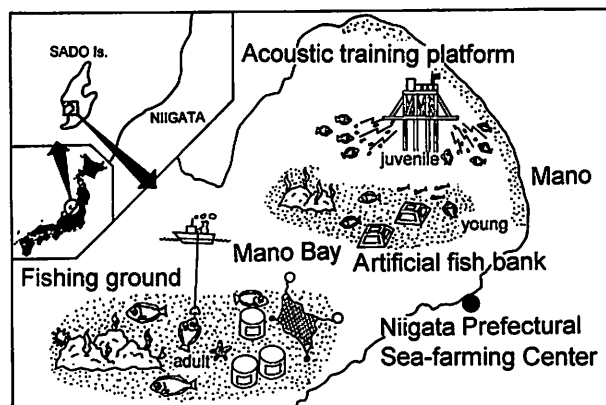 SADO Is.
NIIGATA
Acoustic training platform
juvenile
Mano
young
Mano Bay
Artificial fish bank
Fishing ground
adult
Niigata Prefectural
Sea-farming Center